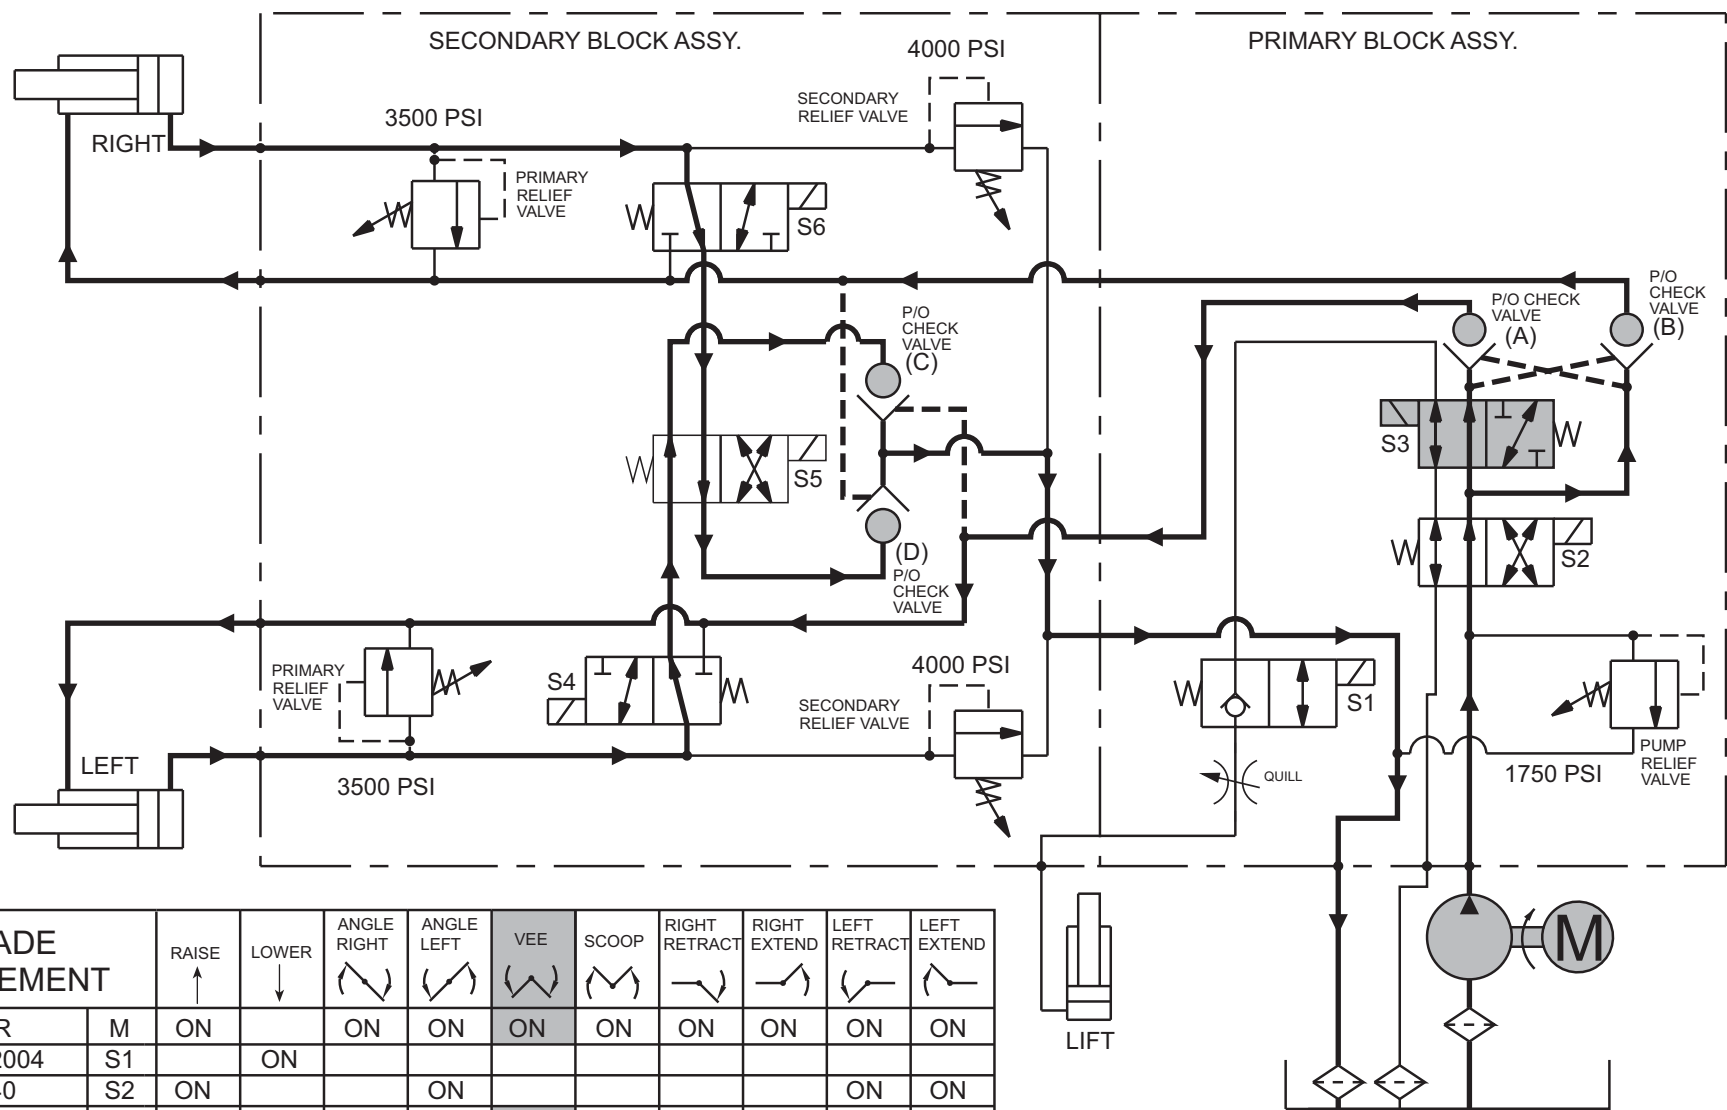 SECONDARY BLOCK ASSY.
4000 PSI
PRIMARY BLOCK ASSY.
SECONDARY
RELIEF VALVE
3500 PSI
RIGHT
PRIMARY
RELIEF
VALVE
S6
P/O
CHECK
VALVE
(C)
P/O CHECK
VALVE
(A)
P/O
CHECK
VALVE
(B)
S3
S5
(D)
P/O
CHECK
VALVE
S2
PRIMARY
RELIEF
VALVE
S4
4000 PSI
SECONDARY
RELIEF VALVE
S1
LEFT
3500 PSI
QUILL
1750 PSI
PUMP
RELIEF
VALVE
M
LIFT
ADE
EMENT
RAISE
LOWER
ANGLE
RIGHT
ANGLE
LEFT
VEE
SCOOP
RIGHT
RETRACT
RIGHT
EXTEND
LEFT
RETRACT
LEFT
EXTEND
R M ON ON ON ON ON ON ON ON ON
2004 S1 ON
40 S2 ON ON ON ON